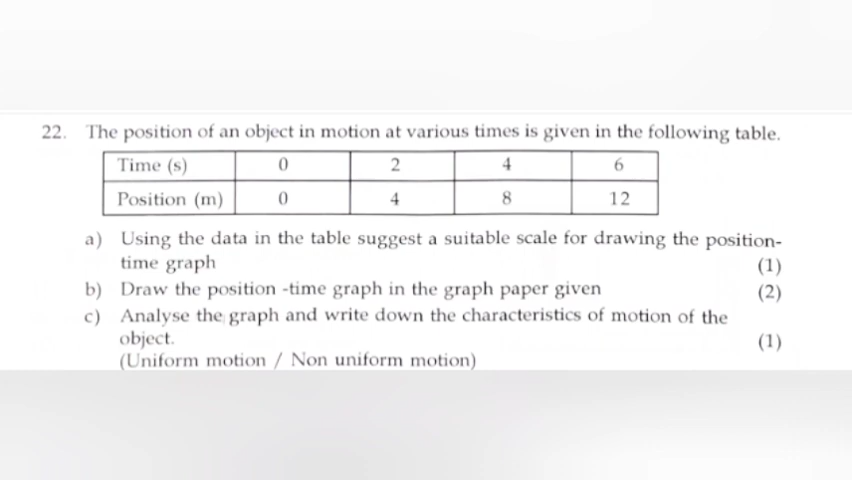 22. The position of an object in motion at various times is given in the following table.
Time (s) 0 2 4 6
Position (m) 0 4 8 12
a) Using the data in the table suggest a suitable scale for drawing the position-
time graph (1)
b) Draw the position -time graph in the graph paper given (2)
c) Analyse the graph and write down the characteristics of motion of the
object. (1)
(Uniform motion / Non uniform motion)